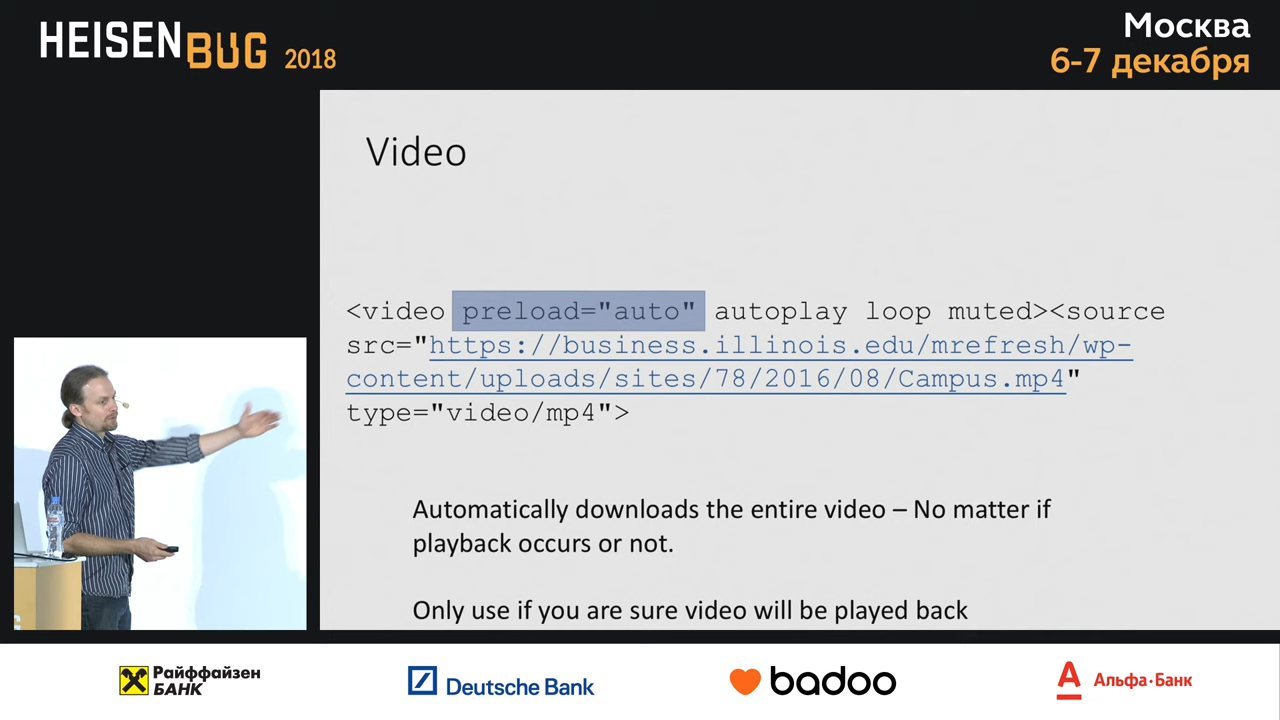 HEISENBUG 2018
Москва
6-7 декабря
Video
<video preload="auto" autoplay loop muted><source
src="https://business.illinois.edu/mrefresh/wp-
content/uploads/sites/78/2016/08/Campus.mp4"
type="video/mp4">
Automatically downloads the entire video – No matter if
playback occurs or not.
Only use if you are sure video will be played back
Райффайзен
БАНК
Deutsche Bank
badoo
Альфа·Банк